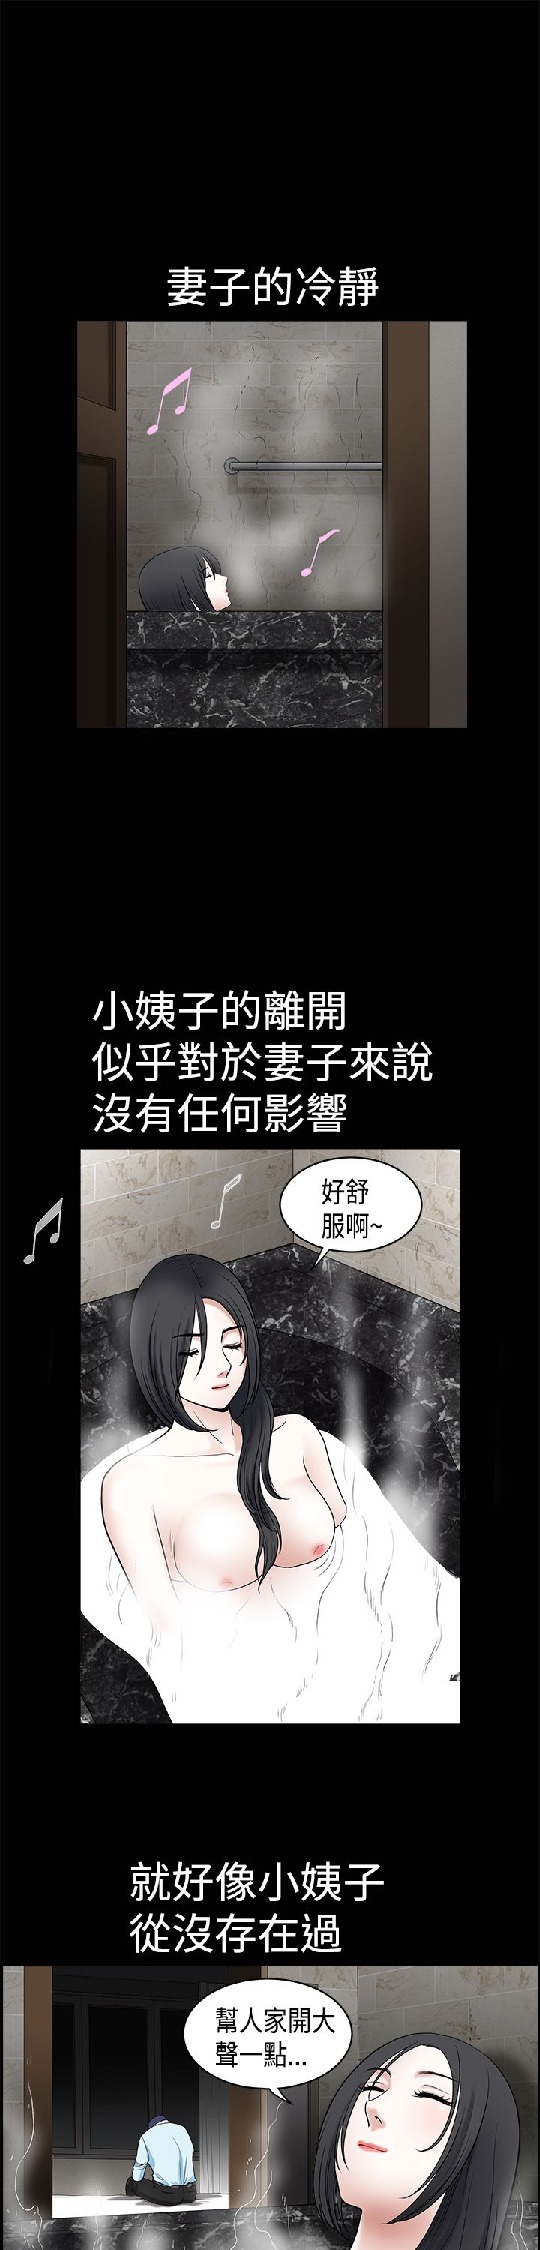 妻子的冷靜
小姨子的離開
似乎對於妻子來說
沒有任何影響
好舒
服啊~
就好像小姨子
從沒存在過
幫人家開大
聲一點...